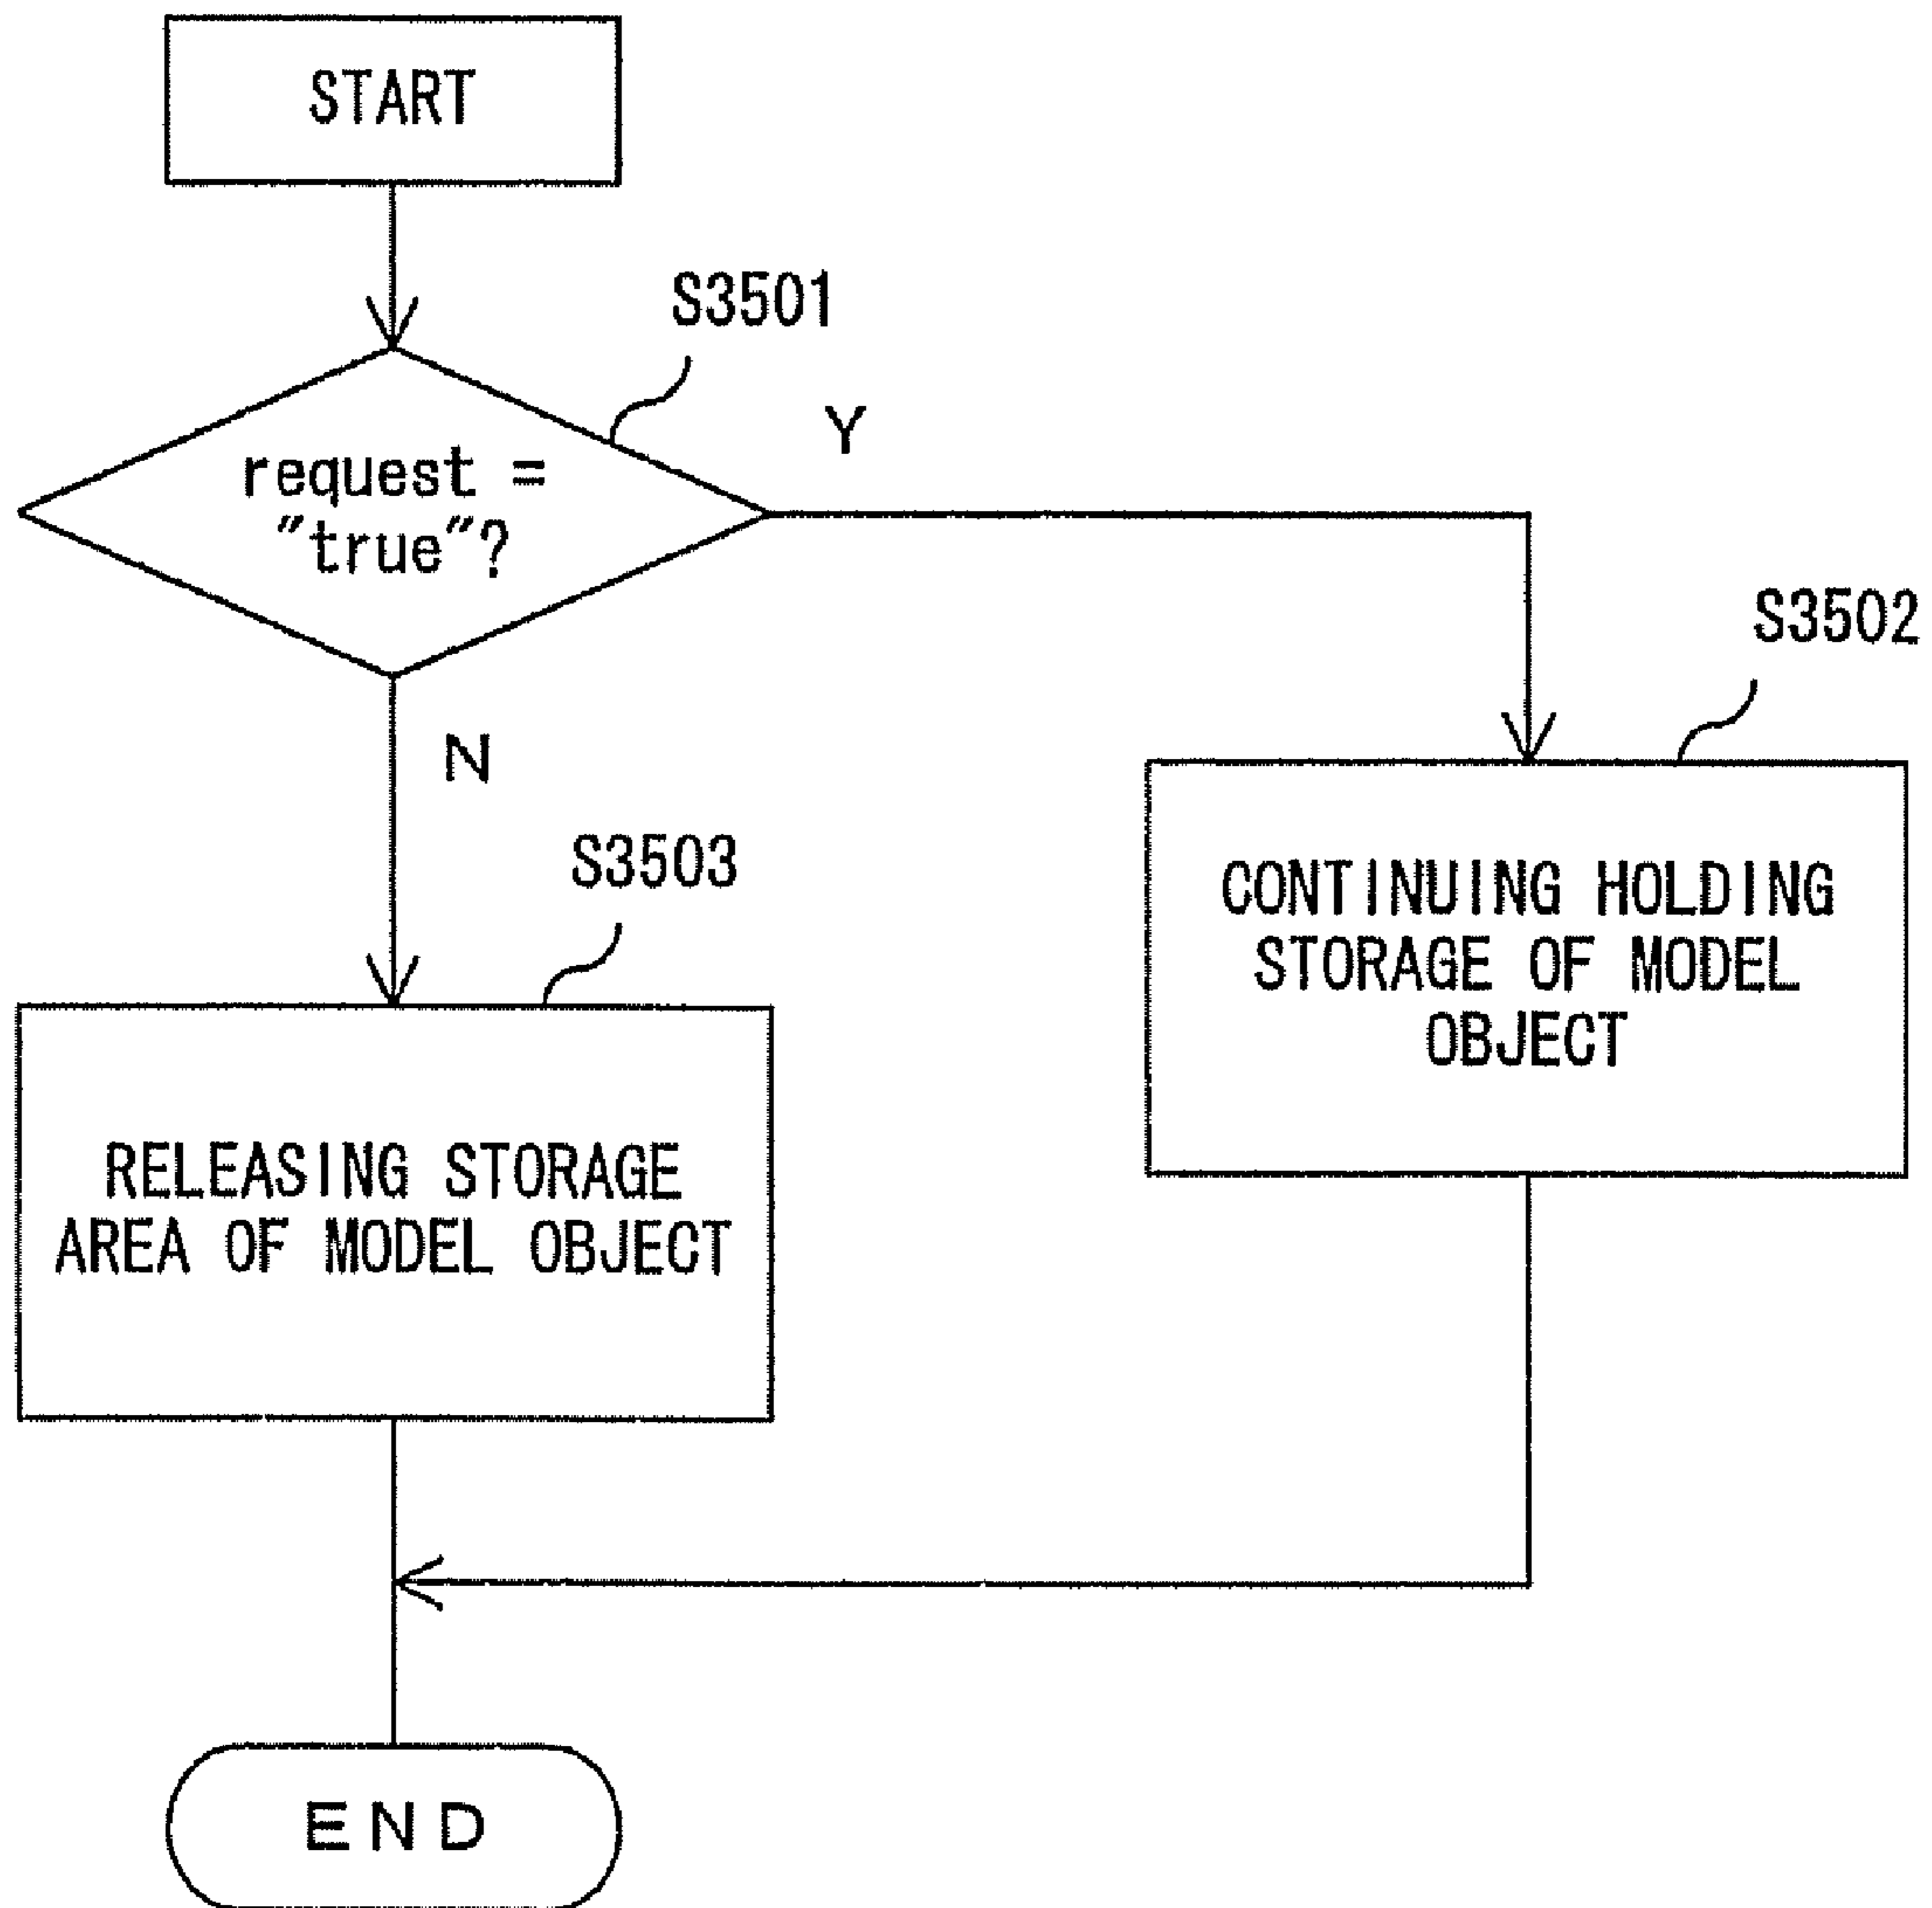 START
S3501
Y
request =
"true"?
S3502
N
S3503
CONTINUING HOLDING
STORAGE OF MODEL
OBJECT
RELEASING STORAGE
AREA OF MODEL OBJECT
END